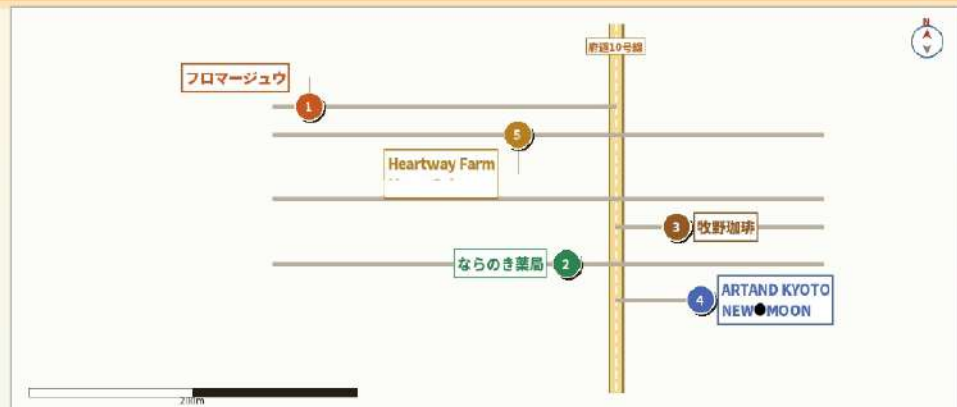 N
府道10号線
フロマージュウ
1
5
Heartway Farm
3
牧野珈琲
ならのき薬局
2
4
ARTAND KYOTO
NEW●MOON
200m